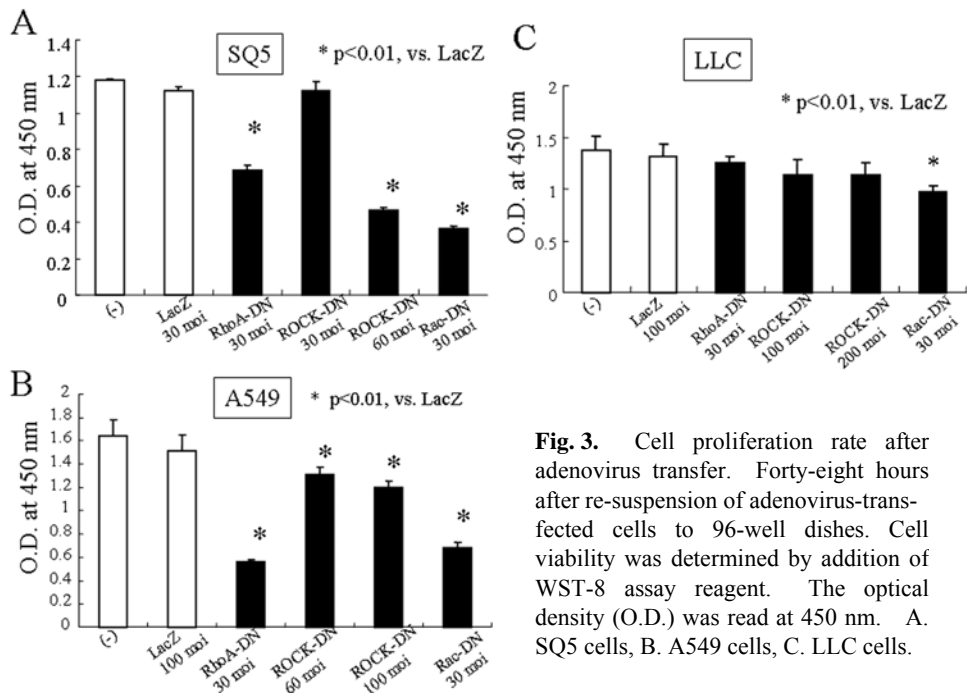 A
SQ5
* p<0.01, vs. LacZ
O.D. at 450 nm
1.4
1.2
1
0.8
0.6
0.4
0.2
0
*
*
*
(-)
LacZ
30 moi
RhoA-DN
30 moi
ROCK-DN
30 moi
ROCK-DN
60 moi
Rac-DN
30 moi
B
A549
* p<0.01, vs. LacZ
O.D. at 450 nm
2
1.8
1.6
1.4
1.2
1
0.8
0.6
0.4
0.2
0
*
*
*
*
(-)
LacZ
100 moi
RhoA-DN
30 moi
ROCK-DN
60 moi
ROCK-DN
100 moi
Rac-DN
30 moi
C
LLC
* p<0.01, vs. LacZ
O.D. at 450 nm
2
1.5
1
0.5
0
*
(-)
LacZ
100 moi
RhoA-DN
30 moi
ROCK-DN
100 moi
ROCK-DN
200 moi
Rac-DN
30 moi
Fig. 3. Cell proliferation rate after
adenovirus transfer. Forty-eight hours
after re-suspension of adenovirus-trans-
fected cells to 96-well dishes. Cell
viability was determined by addition of
WST-8 assay reagent. The optical
density (O.D.) was read at 450 nm. A.
SQ5 cells, B. A549 cells, C. LLC cells.